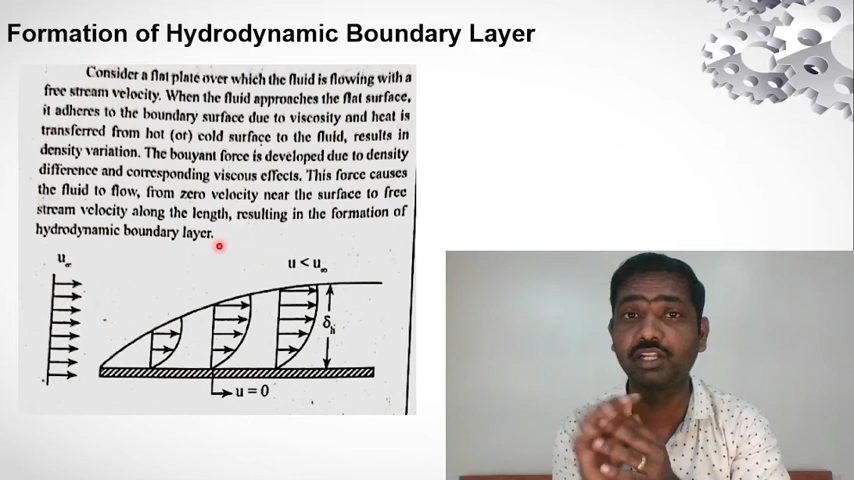 Formation of Hydrodynamic Boundary Layer
Consider a flat plate over which the fluid is flowing with a
free stream velocity. When the fluid approaches the flat surface,
it adheres to the boundary surface due to viscosity and heat is
transferred from hot (or) cold surface to the fluid, results in
density variation. The bouyant force is developed due to density
difference and corresponding viscous effects. This force causes
the fluid to flow, from zero velocity near the surface to free
stream velocity along the length, resulting in the formation of
hydrodynamic boundary layer.
u∞
u < u∞
δh
u = 0